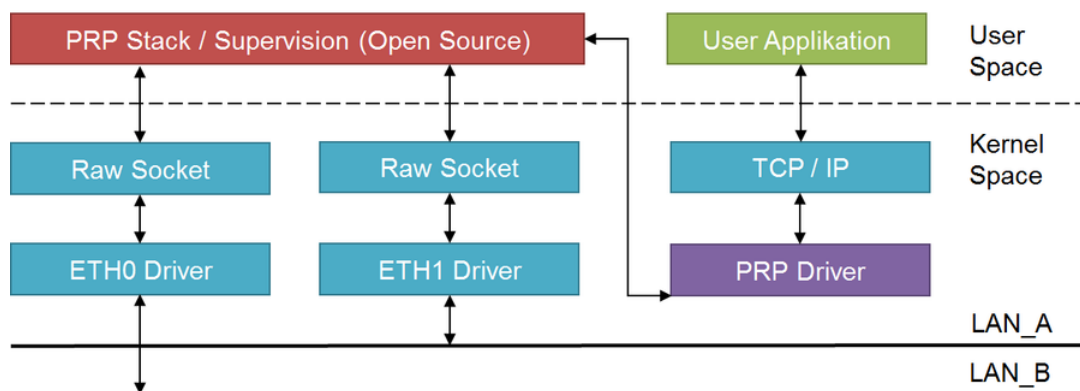 PRP Stack / Supervision (Open Source)
User Applikation
User
Space
Raw Socket
Raw Socket
TCP / IP
Kernel
Space
ETH0 Driver
ETH1 Driver
PRP Driver
LAN_A
LAN_B